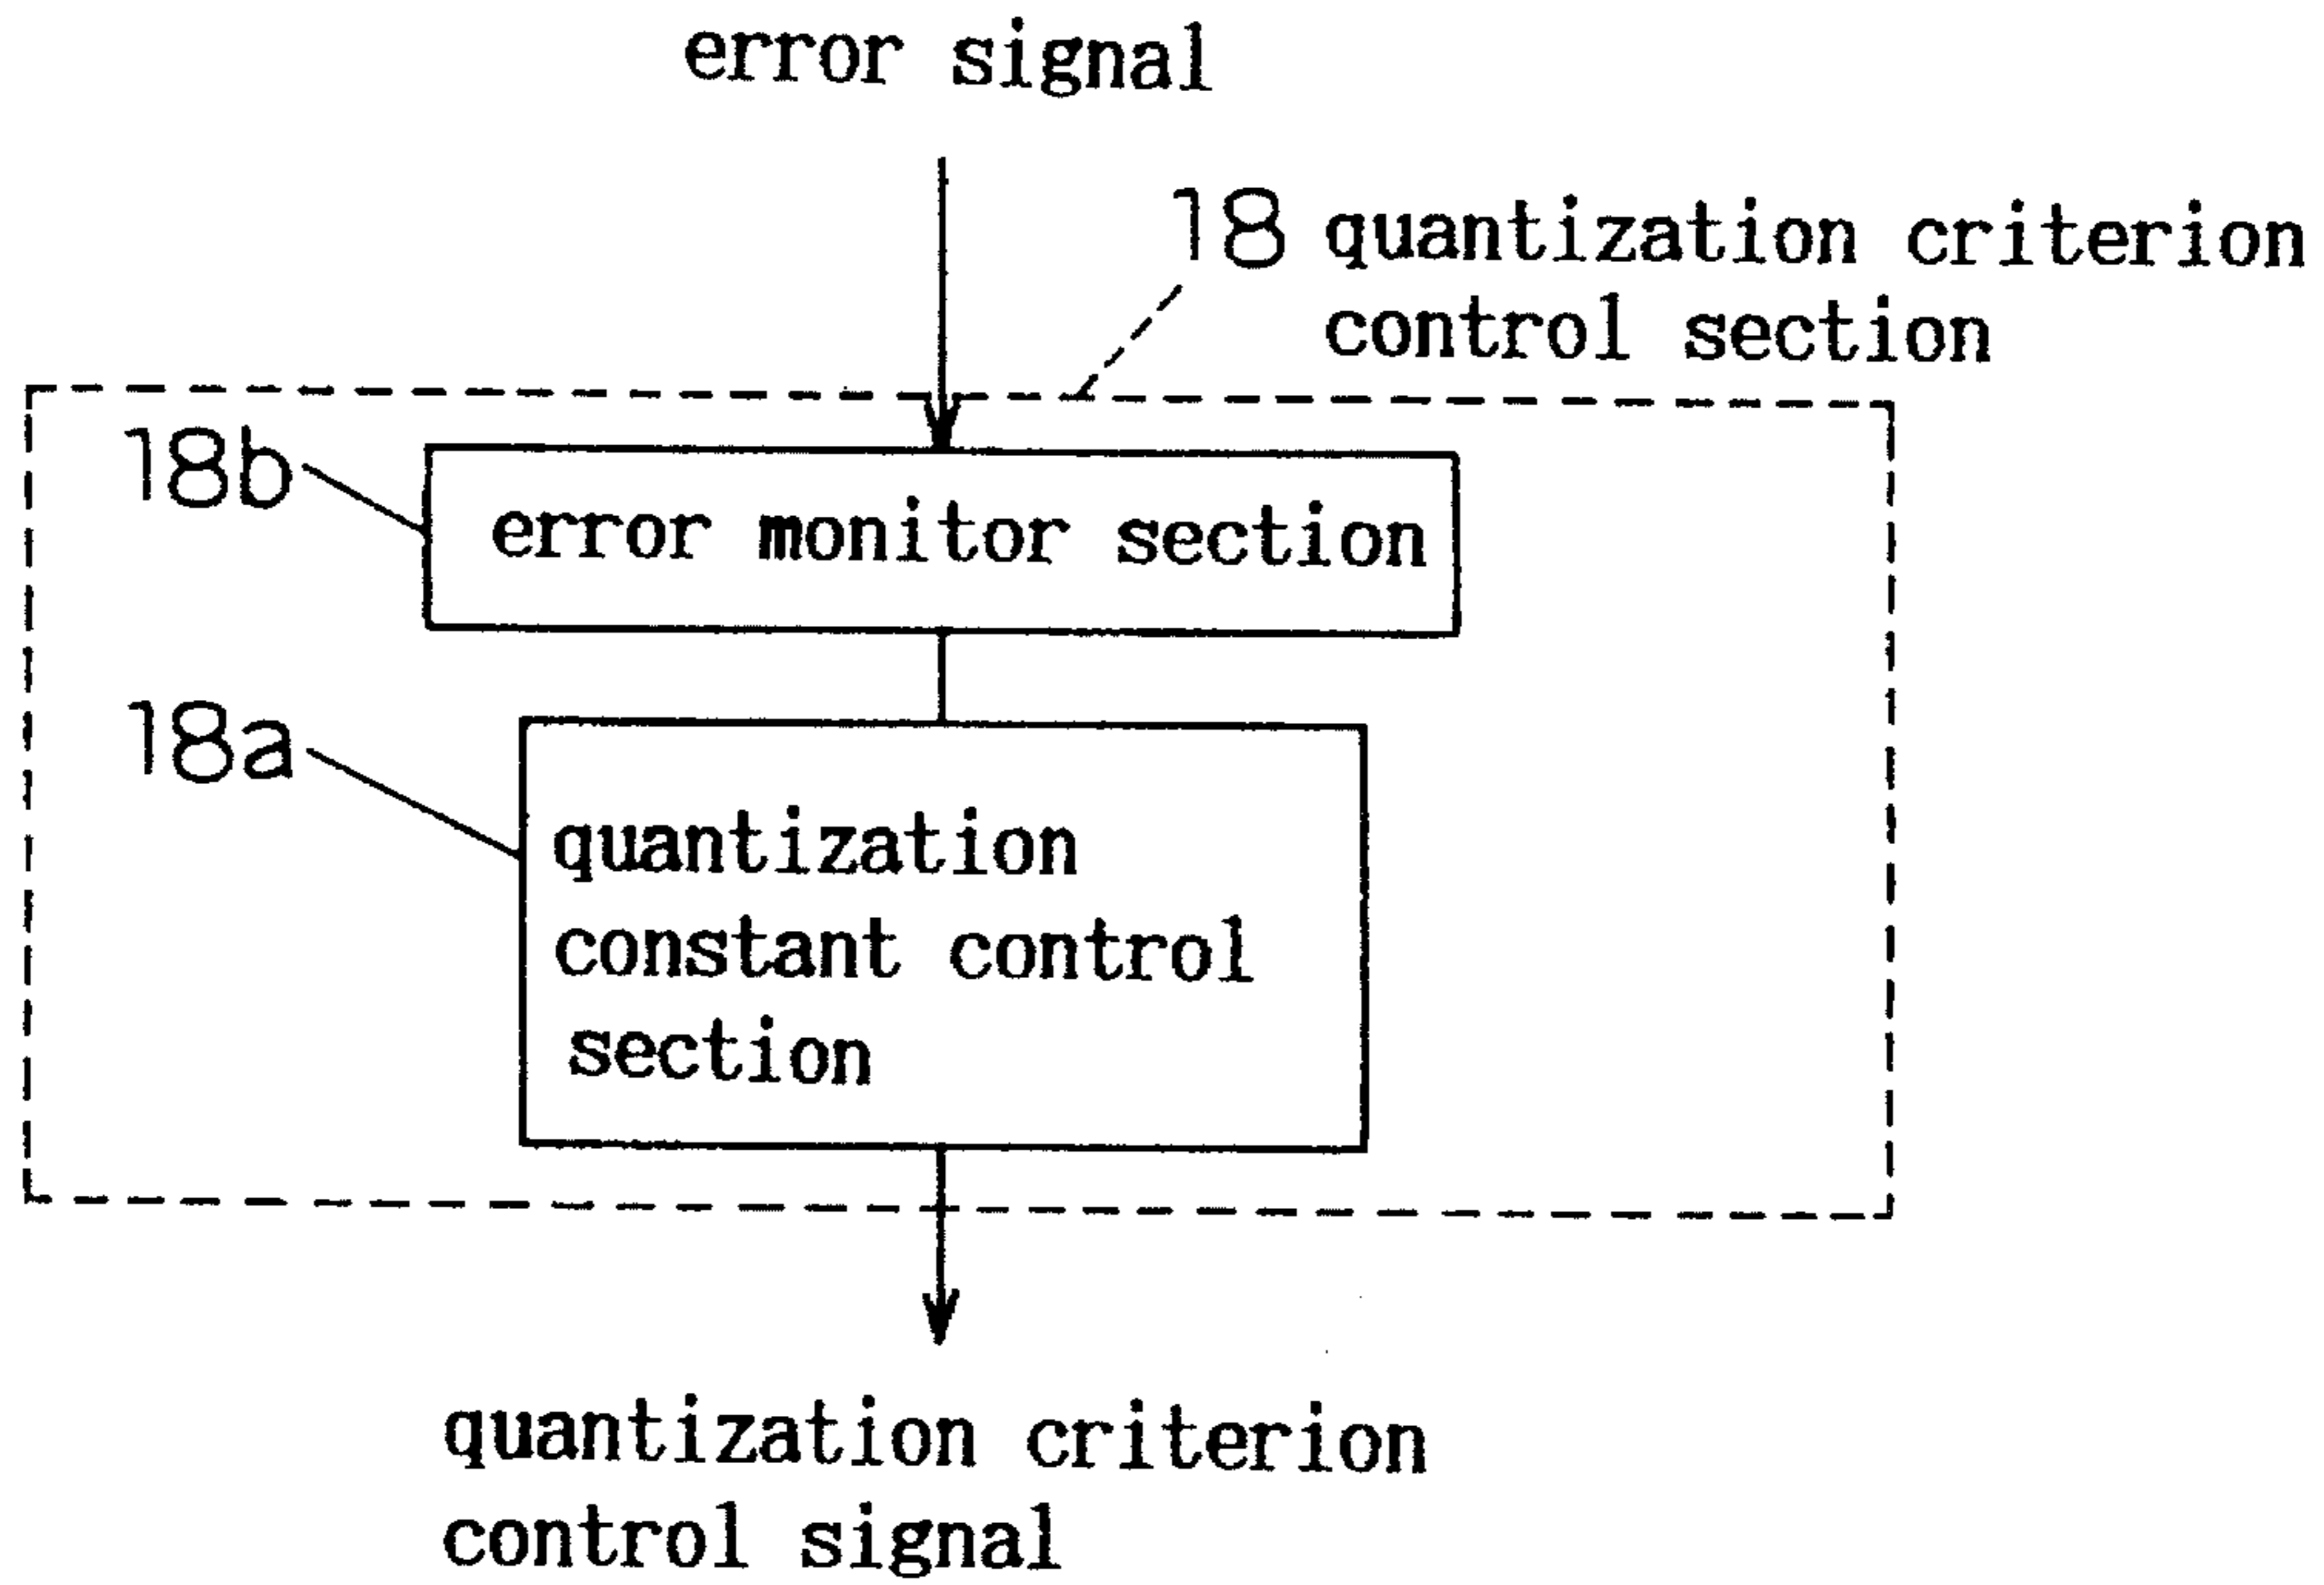 error signal
18 quantization criterion
control section
18b
error monitor section
18a
quantization
constant control
section
quantization criterion
control signal